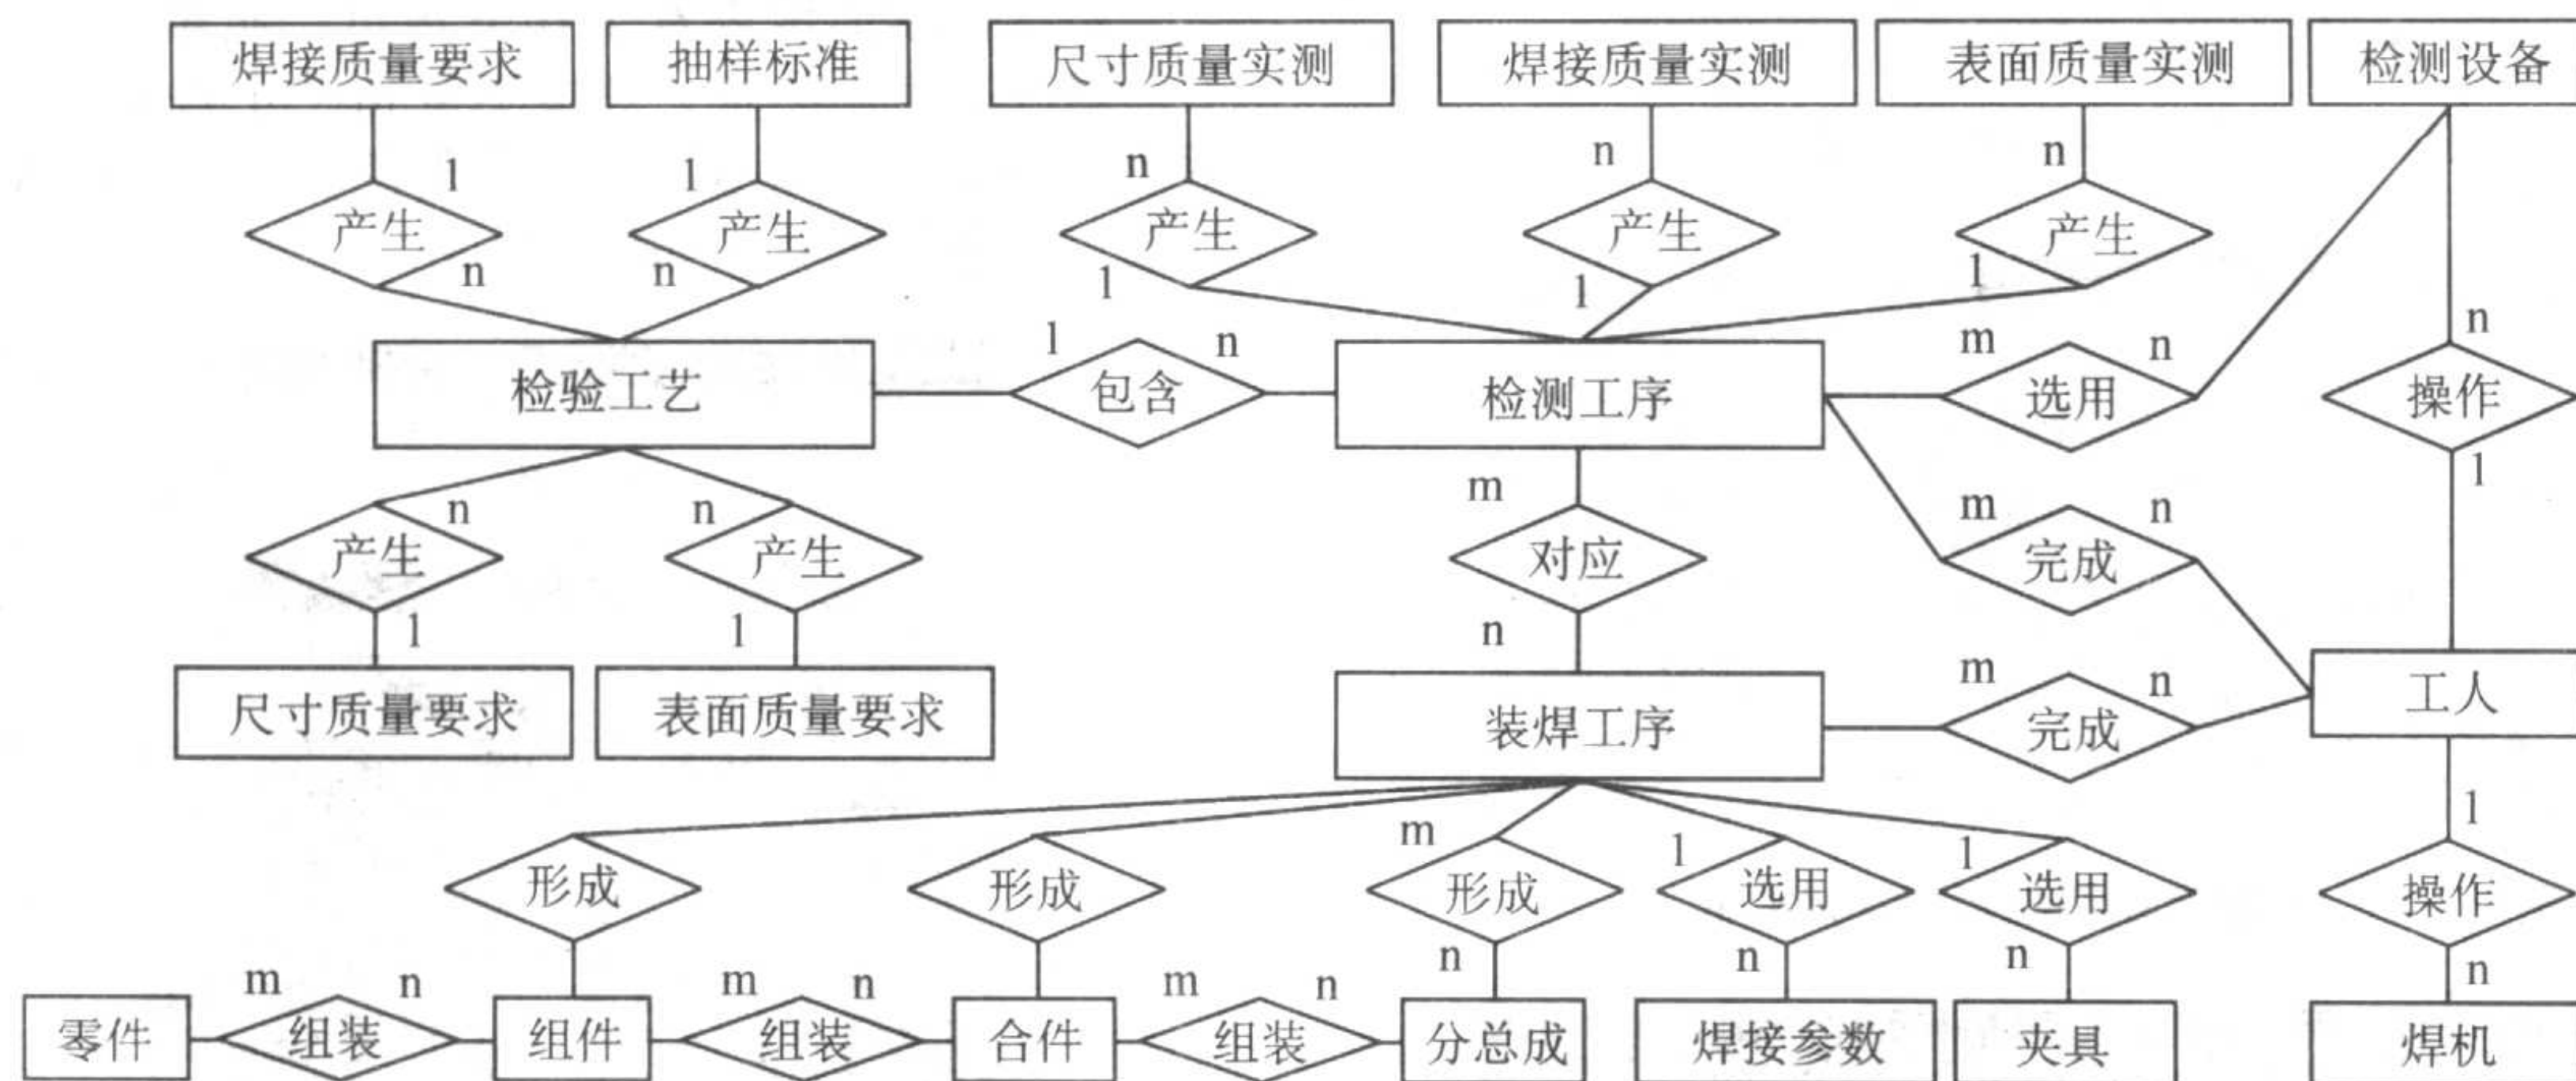 焊接质量要求 抽样标准 尺寸质量实测 焊接质量实测 表面质量实测 检测设备
1 1 n n n
产生 产生 产生 产生 产生
n n 1 1 1 n
1 n m n
检验工艺 包含 检测工序 选用 操作
m 1
n n m n
产生 产生 对应 完成
1 1 n
m n
尺寸质量要求 表面质量要求 装焊工序 完成 工人
m 1 1 1
形成 形成 形成 选用 选用 操作
n n n n
m n m n m n
零件 组装 组件 组装 合件 组装 分总成 焊接参数 夹具 焊机